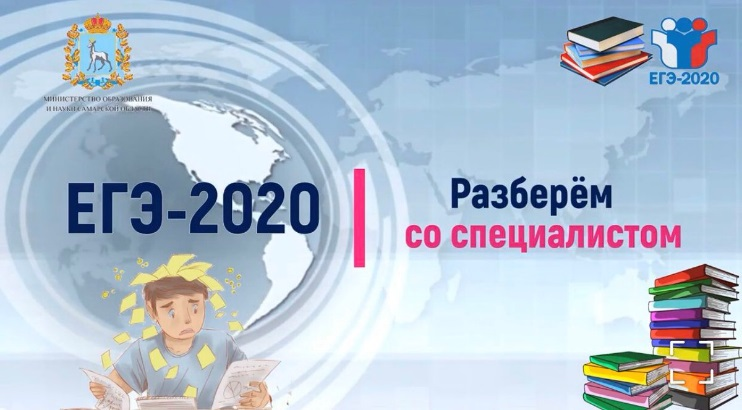 МИНИСТЕРСТВО ОБРАЗОВАНИЯ
И НАУКИ САМАРСКОЙ ОБЛАСТИ
ЕГЭ-2020
ЕГЭ-2020
Разберём
со специалистом